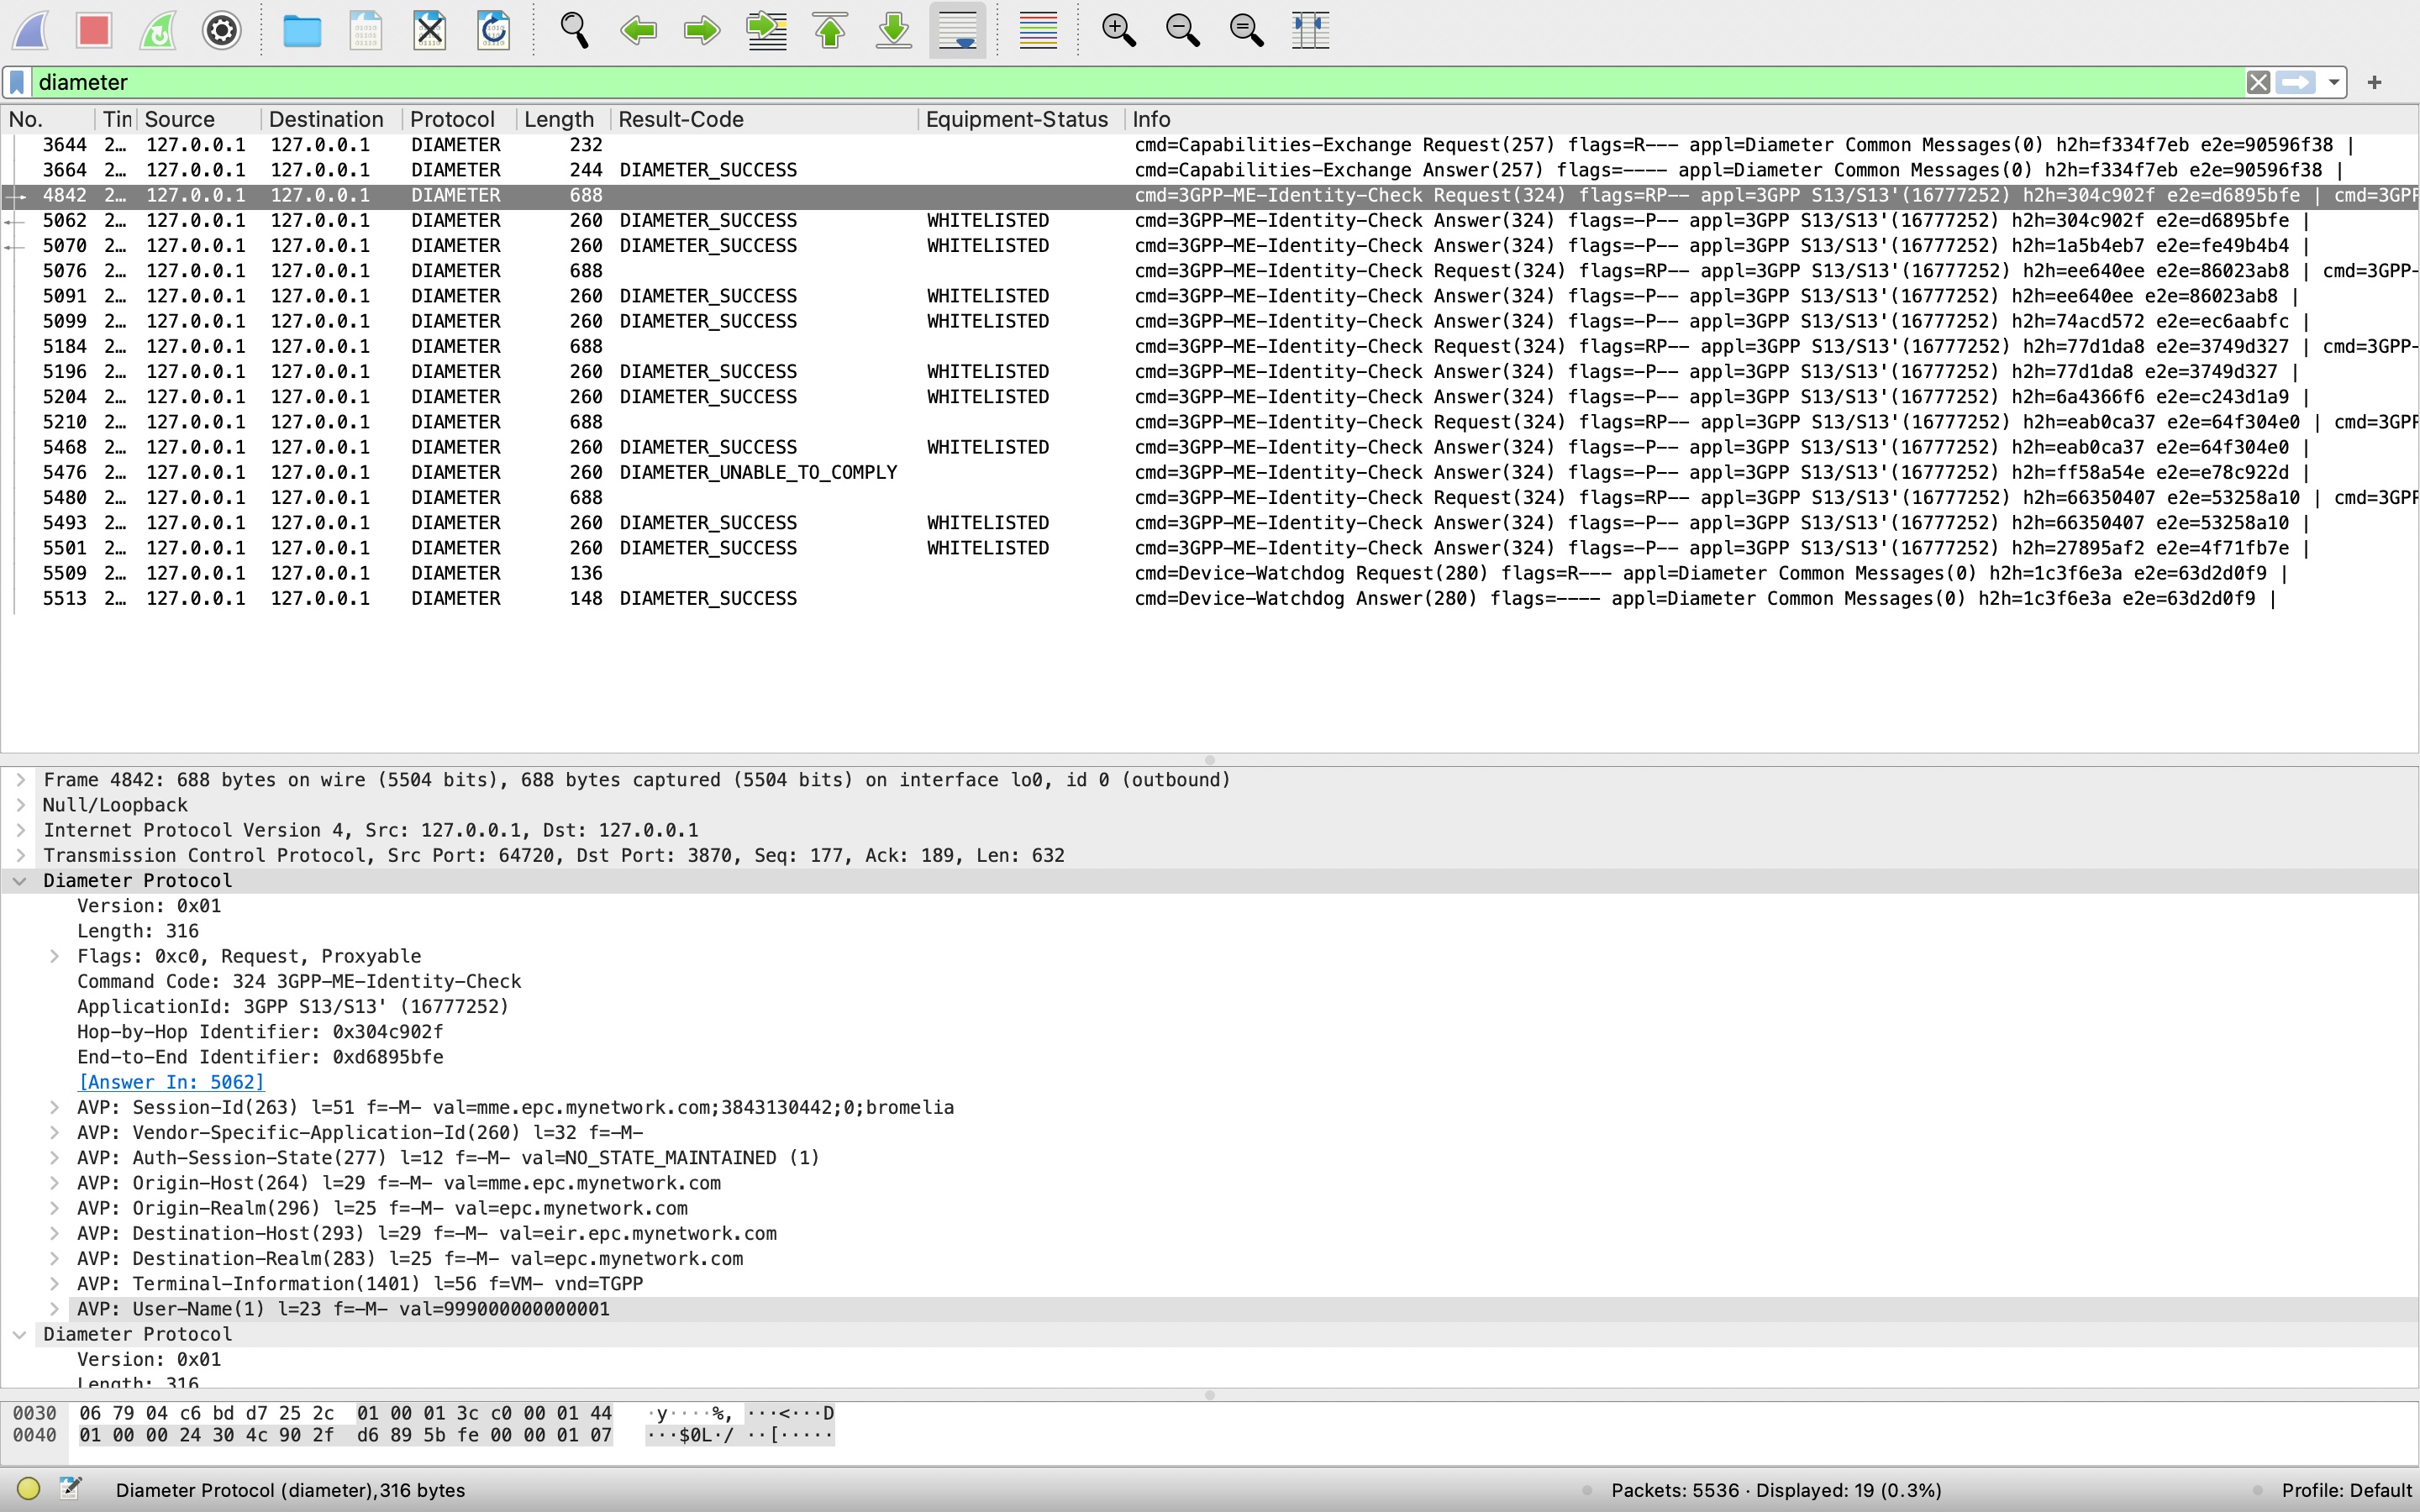 diameter
No. Tin Source Destination Protocol Length Result-Code Equipment-Status Info
3644 2… 127.0.0.1 127.0.0.1 DIAMETER 232 cmd=Capabilities-Exchange Request(257) flags=R--- appl=Diameter Common Messages(0) h2h=f334f7eb e2e=90596f38 |
3664 2… 127.0.0.1 127.0.0.1 DIAMETER 244 DIAMETER_SUCCESS cmd=Capabilities-Exchange Answer(257) flags=---- appl=Diameter Common Messages(0) h2h=f334f7eb e2e=90596f38 |
4842 2… 127.0.0.1 127.0.0.1 DIAMETER 688 cmd=3GPP-ME-Identity-Check Request(324) flags=RP-- appl=3GPP S13/S13'(16777252) h2h=304c902f e2e=d6895bfe | cmd=3GPP
5062 2… 127.0.0.1 127.0.0.1 DIAMETER 260 DIAMETER_SUCCESS WHITELISTED cmd=3GPP-ME-Identity-Check Answer(324) flags=-P-- appl=3GPP S13/S13'(16777252) h2h=304c902f e2e=d6895bfe |
5070 2… 127.0.0.1 127.0.0.1 DIAMETER 260 DIAMETER_SUCCESS WHITELISTED cmd=3GPP-ME-Identity-Check Answer(324) flags=-P-- appl=3GPP S13/S13'(16777252) h2h=1a5b4eb7 e2e=fe49b4b4 |
5076 2… 127.0.0.1 127.0.0.1 DIAMETER 688 cmd=3GPP-ME-Identity-Check Request(324) flags=RP-- appl=3GPP S13/S13'(16777252) h2h=ee640ee e2e=86023ab8 | cmd=3GPP-
5091 2… 127.0.0.1 127.0.0.1 DIAMETER 260 DIAMETER_SUCCESS WHITELISTED cmd=3GPP-ME-Identity-Check Answer(324) flags=-P-- appl=3GPP S13/S13'(16777252) h2h=ee640ee e2e=86023ab8 |
5099 2… 127.0.0.1 127.0.0.1 DIAMETER 260 DIAMETER_SUCCESS WHITELISTED cmd=3GPP-ME-Identity-Check Answer(324) flags=-P-- appl=3GPP S13/S13'(16777252) h2h=74acd572 e2e=ec6aabfc |
5184 2… 127.0.0.1 127.0.0.1 DIAMETER 688 cmd=3GPP-ME-Identity-Check Request(324) flags=RP-- appl=3GPP S13/S13'(16777252) h2h=77d1da8 e2e=3749d327 | cmd=3GPP-
5196 2… 127.0.0.1 127.0.0.1 DIAMETER 260 DIAMETER_SUCCESS WHITELISTED cmd=3GPP-ME-Identity-Check Answer(324) flags=-P-- appl=3GPP S13/S13'(16777252) h2h=77d1da8 e2e=3749d327 |
5204 2… 127.0.0.1 127.0.0.1 DIAMETER 260 DIAMETER_SUCCESS WHITELISTED cmd=3GPP-ME-Identity-Check Answer(324) flags=-P-- appl=3GPP S13/S13'(16777252) h2h=6a4366f6 e2e=c243d1a9 |
5210 2… 127.0.0.1 127.0.0.1 DIAMETER 688 cmd=3GPP-ME-Identity-Check Request(324) flags=RP-- appl=3GPP S13/S13'(16777252) h2h=eab0ca37 e2e=64f304e0 | cmd=3GPP
5468 2… 127.0.0.1 127.0.0.1 DIAMETER 260 DIAMETER_SUCCESS WHITELISTED cmd=3GPP-ME-Identity-Check Answer(324) flags=-P-- appl=3GPP S13/S13'(16777252) h2h=eab0ca37 e2e=64f304e0 |
5476 2… 127.0.0.1 127.0.0.1 DIAMETER 260 DIAMETER_UNABLE_TO_COMPLY cmd=3GPP-ME-Identity-Check Answer(324) flags=-P-- appl=3GPP S13/S13'(16777252) h2h=ff58a54e e2e=e78c922d |
5480 2… 127.0.0.1 127.0.0.1 DIAMETER 688 cmd=3GPP-ME-Identity-Check Request(324) flags=RP-- appl=3GPP S13/S13'(16777252) h2h=66350407 e2e=53258a10 | cmd=3GPP
5493 2… 127.0.0.1 127.0.0.1 DIAMETER 260 DIAMETER_SUCCESS WHITELISTED cmd=3GPP-ME-Identity-Check Answer(324) flags=-P-- appl=3GPP S13/S13'(16777252) h2h=66350407 e2e=53258a10 |
5501 2… 127.0.0.1 127.0.0.1 DIAMETER 260 DIAMETER_SUCCESS WHITELISTED cmd=3GPP-ME-Identity-Check Answer(324) flags=-P-- appl=3GPP S13/S13'(16777252) h2h=27895af2 e2e=4f71fb7e |
5509 2… 127.0.0.1 127.0.0.1 DIAMETER 136 cmd=Device-Watchdog Request(280) flags=R--- appl=Diameter Common Messages(0) h2h=1c3f6e3a e2e=63d2d0f9 |
5513 2… 127.0.0.1 127.0.0.1 DIAMETER 148 DIAMETER_SUCCESS cmd=Device-Watchdog Answer(280) flags=---- appl=Diameter Common Messages(0) h2h=1c3f6e3a e2e=63d2d0f9 |
Frame 4842: 688 bytes on wire (5504 bits), 688 bytes captured (5504 bits) on interface lo0, id 0 (outbound)
Null/Loopback
Internet Protocol Version 4, Src: 127.0.0.1, Dst: 127.0.0.1
Transmission Control Protocol, Src Port: 64720, Dst Port: 3870, Seq: 177, Ack: 189, Len: 632
Diameter Protocol
Version: 0x01
Length: 316
Flags: 0xc0, Request, Proxyable
Command Code: 324 3GPP-ME-Identity-Check
ApplicationId: 3GPP S13/S13' (16777252)
Hop-by-Hop Identifier: 0x304c902f
End-to-End Identifier: 0xd6895bfe
[Answer In: 5062]
AVP: Session-Id(263) l=51 f=-M- val=mme.epc.mynetwork.com;3843130442;0;bromelia
AVP: Vendor-Specific-Application-Id(260) l=32 f=-M-
AVP: Auth-Session-State(277) l=12 f=-M- val=NO_STATE_MAINTAINED (1)
AVP: Origin-Host(264) l=29 f=-M- val=mme.epc.mynetwork.com
AVP: Origin-Realm(296) l=25 f=-M- val=epc.mynetwork.com
AVP: Destination-Host(293) l=29 f=-M- val=eir.epc.mynetwork.com
AVP: Destination-Realm(283) l=25 f=-M- val=epc.mynetwork.com
AVP: Terminal-Information(1401) l=56 f=VM- vnd=TGPP
AVP: User-Name(1) l=23 f=-M- val=999000000000001
Diameter Protocol
Version: 0x01
Length: 316
0030 06 79 04 c6 bd d7 25 2c 01 00 01 3c c0 00 01 44 ·y····%, ···<···D
0040 01 00 00 24 30 4c 90 2f d6 89 5b fe 00 00 01 07 ···$0L·/ ··[·····
Diameter Protocol (diameter),316 bytes
Packets: 5536 · Displayed: 19 (0.3%)
Profile: Default